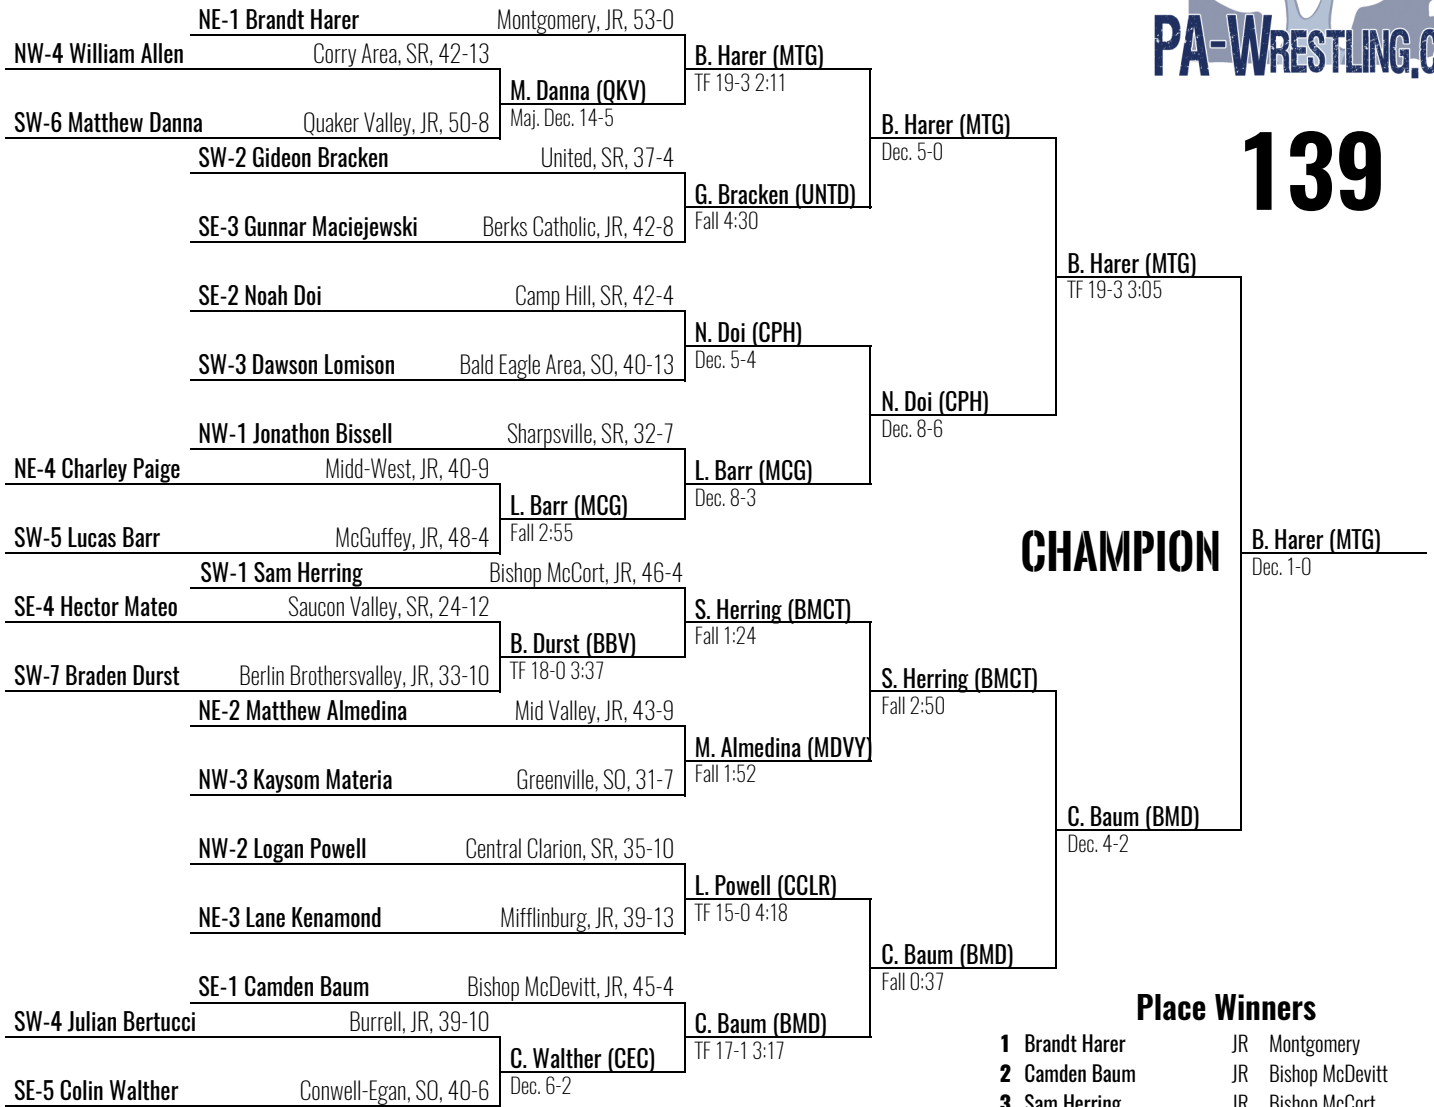 NE-1 Brandt Harer Montgomery, JR, 53-0
NW-4 William Allen Corry Area, SR, 42-13
B. Harer (MTG)
TF 19-3 2:11
M. Danna (QKV)
Maj. Dec. 14-5
SW-6 Matthew Danna Quaker Valley, JR, 50-8
B. Harer (MTG)
Dec. 5-0
SW-2 Gideon Bracken United, SR, 37-4
G. Bracken (UNTD)
Fall 4:30
SE-3 Gunnar Maciejewski Berks Catholic, JR, 42-8
B. Harer (MTG)
TF 19-3 3:05
SE-2 Noah Doi Camp Hill, SR, 42-4
N. Doi (CPH)
Dec. 5-4
SW-3 Dawson Lomison Bald Eagle Area, SO, 40-13
N. Doi (CPH)
Dec. 8-6
NW-1 Jonathon Bissell Sharpsville, SR, 32-7
NE-4 Charley Paige Midd-West, JR, 40-9
L. Barr (MCG)
Dec. 8-3
L. Barr (MCG)
Fall 2:55
SW-5 Lucas Barr McGuffey, JR, 48-4
PA-WRESTLING.C
139
CHAMPION
B. Harer (MTG)
Dec. 1-0
SW-1 Sam Herring Bishop McCort, JR, 46-4
SE-4 Hector Mateo Saucon Valley, SR, 24-12
S. Herring (BMCT)
Fall 1:24
B. Durst (BBV)
TF 18-0 3:37
SW-7 Braden Durst Berlin Brothersvalley, JR, 33-10
S. Herring (BMCT)
Fall 2:50
NE-2 Matthew Almedina Mid Valley, JR, 43-9
M. Almedina (MDVY)
Fall 1:52
NW-3 Kaysom Materia Greenville, SO, 31-7
C. Baum (BMD)
Dec. 4-2
NW-2 Logan Powell Central Clarion, SR, 35-10
L. Powell (CCLR)
TF 15-0 4:18
NE-3 Lane Kenamond Mifflinburg, JR, 39-13
C. Baum (BMD)
Fall 0:37
SE-1 Camden Baum Bishop McDevitt, JR, 45-4
SW-4 Julian Bertucci Burrell, JR, 39-10
C. Baum (BMD)
TF 17-1 3:17
C. Walther (CEC)
Dec. 6-2
SE-5 Colin Walther Conwell-Egan, SO, 40-6
Place Winners
1 Brandt Harer JR Montgomery
2 Camden Baum JR Bishop McDevitt
3 Sam Herring JR Bishop McCort